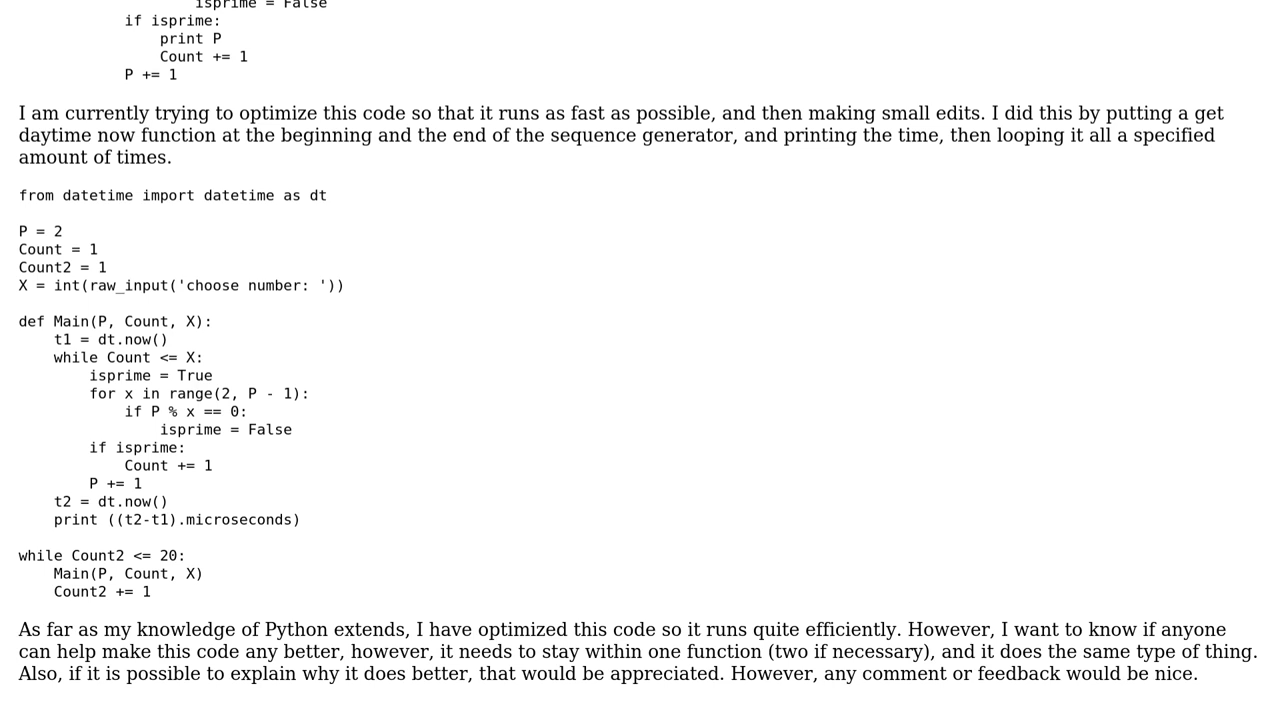 isprime = False
if isprime:
print P
Count += 1
P += 1
I am currently trying to optimize this code so that it runs as fast as possible, and then making small edits. I did this by putting a get
daytime now function at the beginning and the end of the sequence generator, and printing the time, then looping it all a specified
amount of times.
from datetime import datetime as dt
P = 2
Count = 1
Count2 = 1
X = int(raw_input('choose number: '))
def Main(P, Count, X):
t1 = dt.now()
while Count <= X:
isprime = True
for x in range(2, P - 1):
if P % x == 0:
isprime = False
if isprime:
Count += 1
P += 1
t2 = dt.now()
print ((t2-t1).microseconds)
while Count2 <= 20:
Main(P, Count, X)
Count2 += 1
As far as my knowledge of Python extends, I have optimized this code so it runs quite efficiently. However, I want to know if anyone
can help make this code any better, however, it needs to stay within one function (two if necessary), and it does the same type of thing.
Also, if it is possible to explain why it does better, that would be appreciated. However, any comment or feedback would be nice.